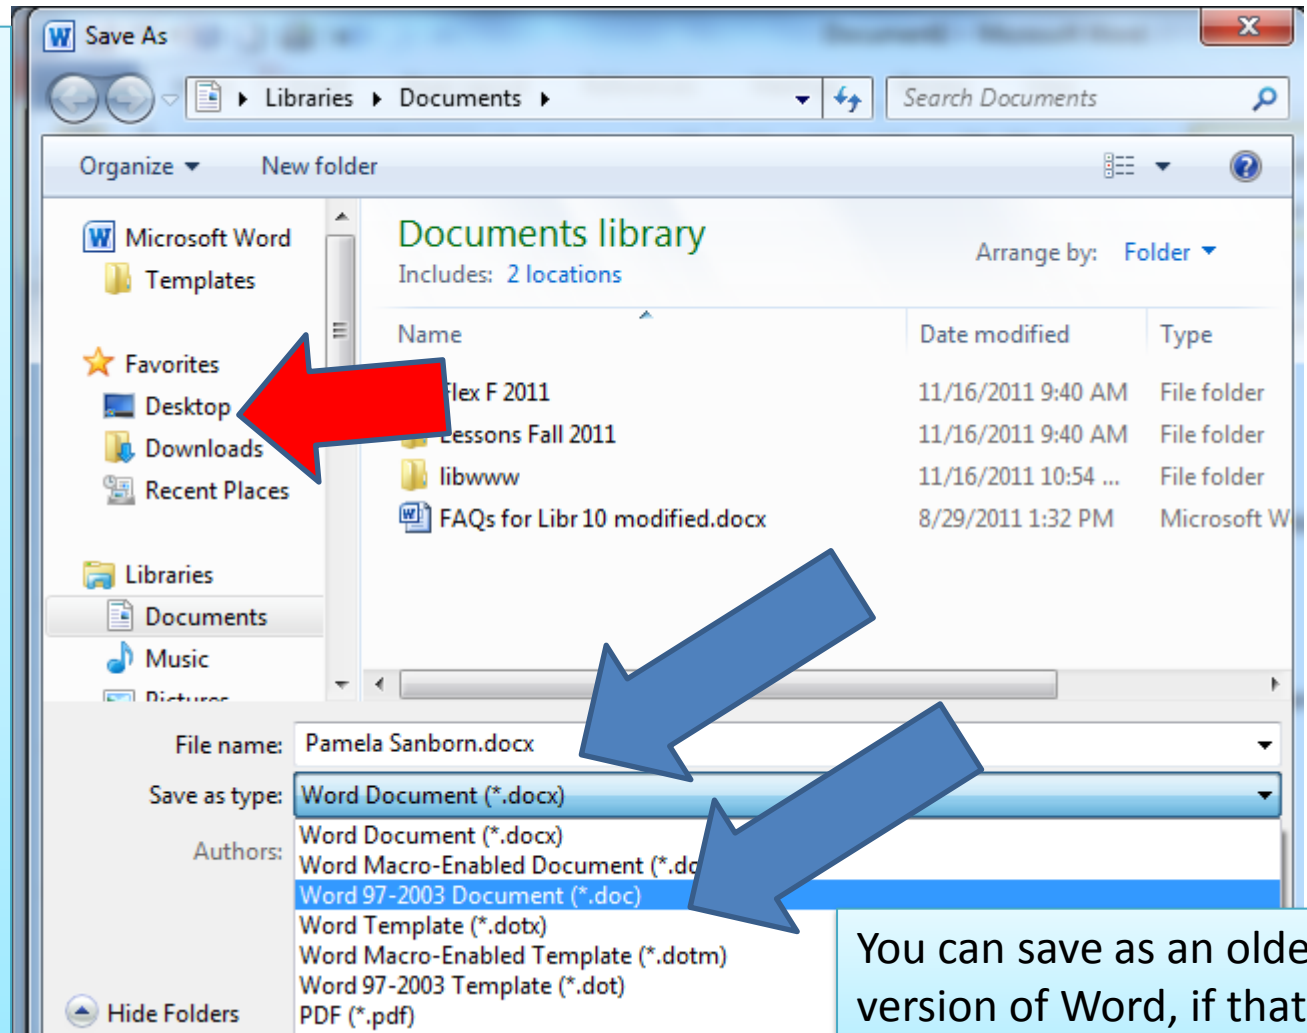 Save As
Libraries Documents
Search Documents
Organize New folder
Microsoft Word
Templates
Favorites
Desktop
Downloads
Recent Places
Libraries
Documents
Music
Pictures
Documents library
Includes: 2 locations
Arrange by: Folder
Name Date modified Type
Flex F 2011 11/16/2011 9:40 AM File folder
Lessons Fall 2011 11/16/2011 9:40 AM File folder
libwww 11/16/2011 10:54 ... File folder
FAQs for Libr 10 modified.docx 8/29/2011 1:32 PM Microsoft W
File name: Pamela Sanborn.docx
Save as type: Word Document (*.docx)
Authors:
Word Document (*.docx)
Word Macro-Enabled Document (*.do
Word 97-2003 Document (*.doc)
Word Template (*.dotx)
Word Macro-Enabled Template (*.dotm)
Word 97-2003 Template (*.dot)
PDF (*.pdf)
Hide Folders
You can save as an olde
version of Word, if that